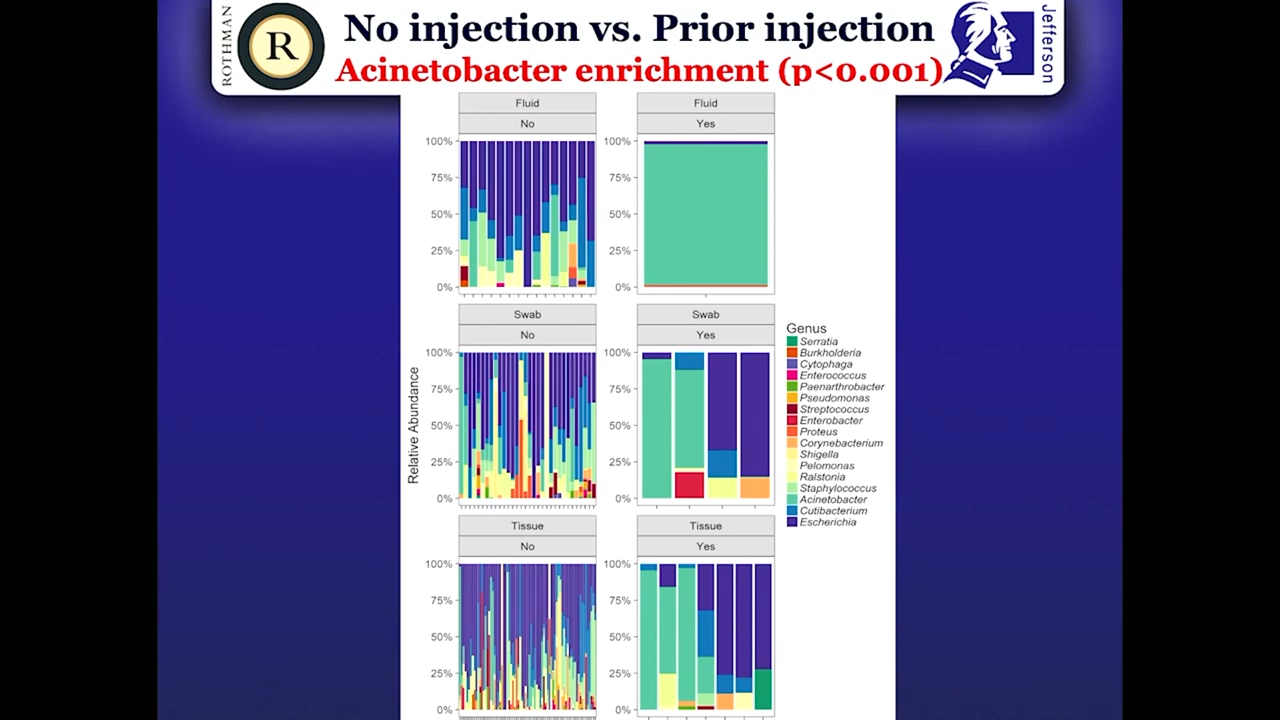 ROTHMAN
R
No injection vs. Prior injection
Acinetobacter enrichment (p<0.001)
Jefferson
Fluid
No
100%
75%
50%
25%
0%
Fluid
Yes
100%
75%
50%
25%
0%
Relative Abundance
Swab
No
100%
75%
50%
25%
0%
Swab
Yes
100%
75%
50%
25%
0%
Tissue
No
100%
75%
50%
25%
0%
Tissue
Yes
100%
75%
50%
25%
0%
Genus
Serratia
Burkholderia
Cytophaga
Enterococcus
Paenarthrobacter
Pseudomonas
Streptococcus
Enterobacter
Proteus
Corynebacterium
Shigella
Pelomonas
Ralstonia
Staphylococcus
Acinetobacter
Cutibacterium
Escherichia